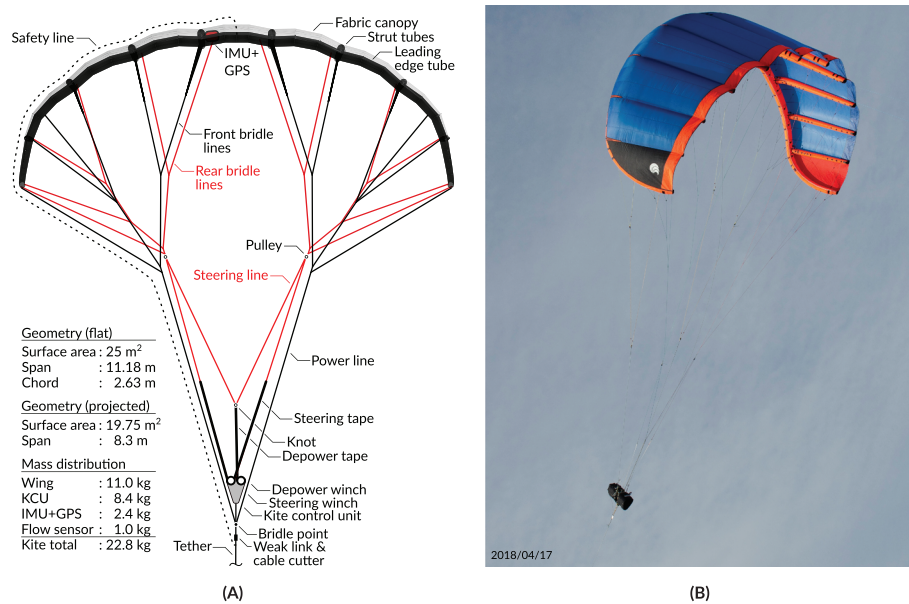 Safety line
Fabric canopy
Strut tubes
Leading
edge tube
IMU+
GPS
Front bridle
lines
Rear bridle
lines
Pulley
Steering line
Geometry (flat)
Surface area : 25 m²
Span : 11.18 m
Chord : 2.63 m
Power line
Geometry (projected)
Surface area : 19.75 m²
Span : 8.3 m
Steering tape
Knot
Depower tape
Mass distribution
Wing : 11.0 kg
KCU : 8.4 kg
IMU+GPS : 2.4 kg
Flow sensor : 1.0 kg
Kite total : 22.8 kg
Depower winch
Steering winch
Kite control unit
Bridle point
Tether
Weak link &
cable cutter
2018/04/17
(A)
(B)